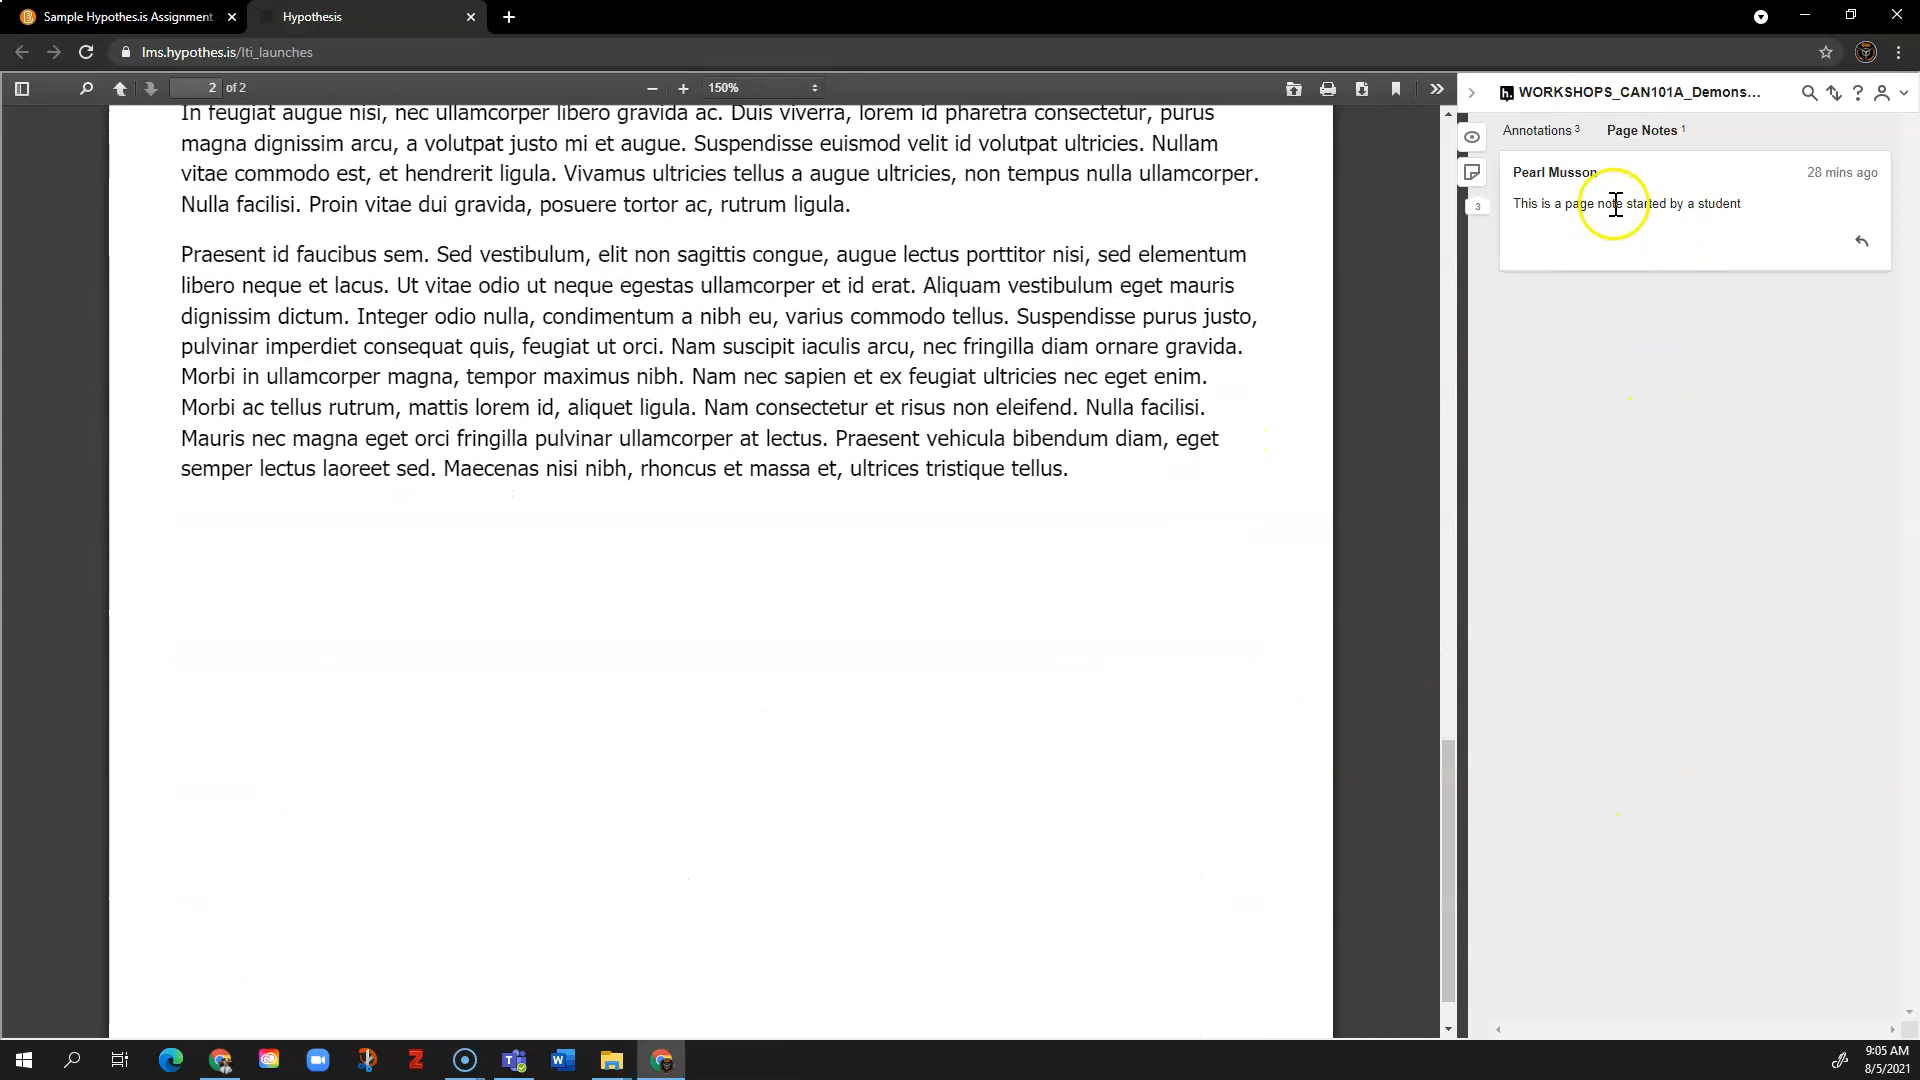 Sample Hypothes.is Assignment
Hypothesis
lms.hypothes.is/lti_launches
2 of 2
150%
WORKSHOPS_CAN101A_Demons...
Annotations 3 Page Notes 1
Pearl Musson 28 mins ago
This is a page note started by a student
3
In feugiat augue nisi, nec ullamcorper libero gravida ac. Duis viverra, lorem id pharetra consectetur, purus
magna dignissim arcu, a volutpat justo mi et augue. Suspendisse euismod velit id volutpat ultricies. Nullam
vitae commodo est, et hendrerit ligula. Vivamus ultricies tellus a augue ultricies, non tempus nulla ullamcorper.
Nulla facilisi. Proin vitae dui gravida, posuere tortor ac, rutrum ligula.
Praesent id faucibus sem. Sed vestibulum, elit non sagittis congue, augue lectus porttitor nisi, sed elementum
libero neque et lacus. Ut vitae odio ut neque egestas ullamcorper et id erat. Aliquam vestibulum eget mauris
dignissim dictum. Integer odio nulla, condimentum a nibh eu, varius commodo tellus. Suspendisse purus justo,
pulvinar imperdiet consequat quis, feugiat ut orci. Nam suscipit iaculis arcu, nec fringilla diam ornare gravida.
Morbi in ullamcorper magna, tempor maximus nibh. Nam nec sapien et ex feugiat ultricies nec eget enim.
Morbi ac tellus rutrum, mattis lorem id, aliquet ligula. Nam consectetur et risus non eleifend. Nulla facilisi.
Mauris nec magna eget orci fringilla pulvinar ullamcorper at lectus. Praesent vehicula bibendum diam, eget
semper lectus laoreet sed. Maecenas nisi nibh, rhoncus et massa et, ultrices tristique tellus.
9:05 AM
8/5/2021